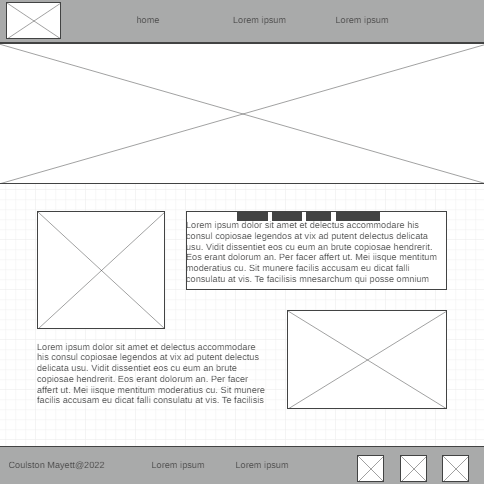 home Lorem ipsum Lorem ipsum
Lorem ipsum dolor sit amet et delectus accommodare his
consul copiosae legendos at vix ad putent delectus delicata
usu. Vidit dissentiet eos cu eum an brute copiosae hendrerit.
Eos erant dolorum an. Per facer affert ut. Mei iisque mentitum
moderatius cu. Sit munere facilis accusam eu dicat falli
consulatu at vis. Te facilisis mnesarchum qui posse omnium
Lorem ipsum dolor sit amet et delectus accommodare
his consul copiosae legendos at vix ad putent delectus
delicata usu. Vidit dissentiet eos cu eum an brute
copiosae hendrerit. Eos erant dolorum an. Per facer
affert ut. Mei iisque mentitum moderatius cu. Sit munere
facilis accusam eu dicat falli consulatu at vis. Te facilisis
Coulston Mayett@2022 Lorem ipsum Lorem ipsum